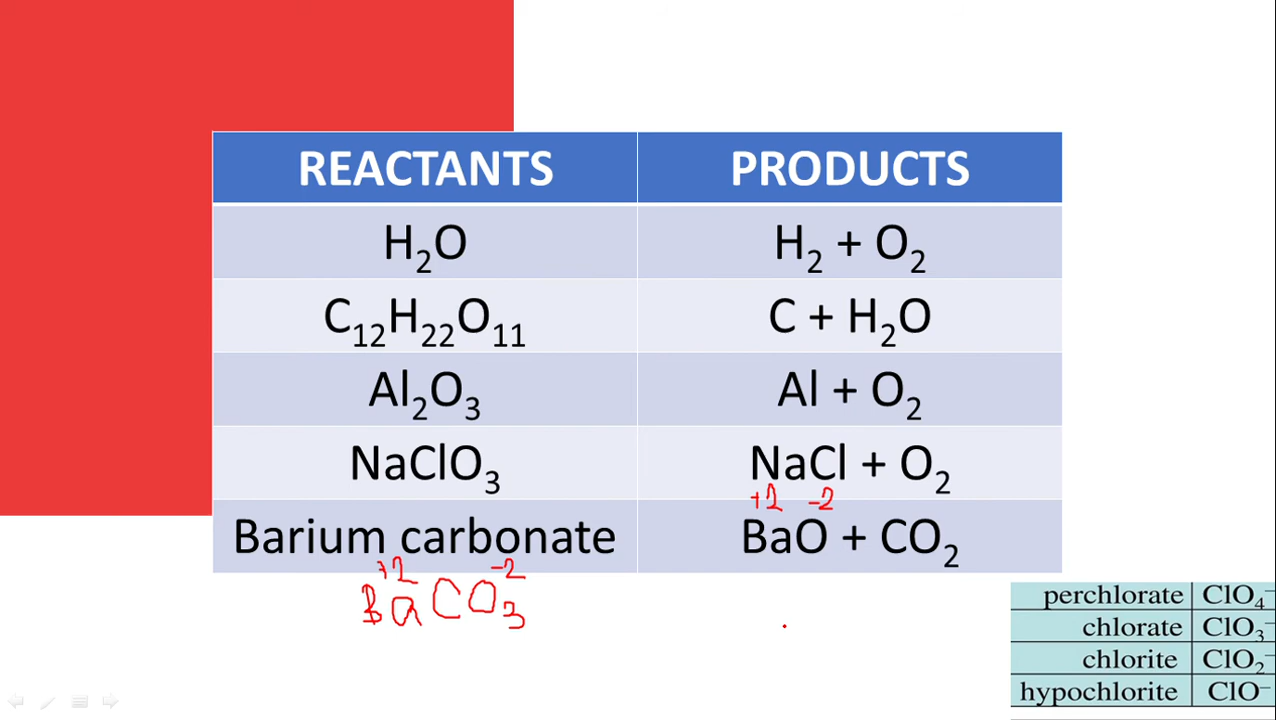 REACTANTS PRODUCTS
H₂O H₂ + O₂
C₁₂H₂₂O₁₁ C + H₂O
Al₂O₃ Al + O₂
NaClO₃ NaCl + O₂
+2 -2
Barium carbonate BaO + CO₂
+2 -2
BaCO₃
perchlorate ClO₄⁻
chlorate ClO₃⁻
chlorite ClO₂⁻
hypochlorite ClO⁻